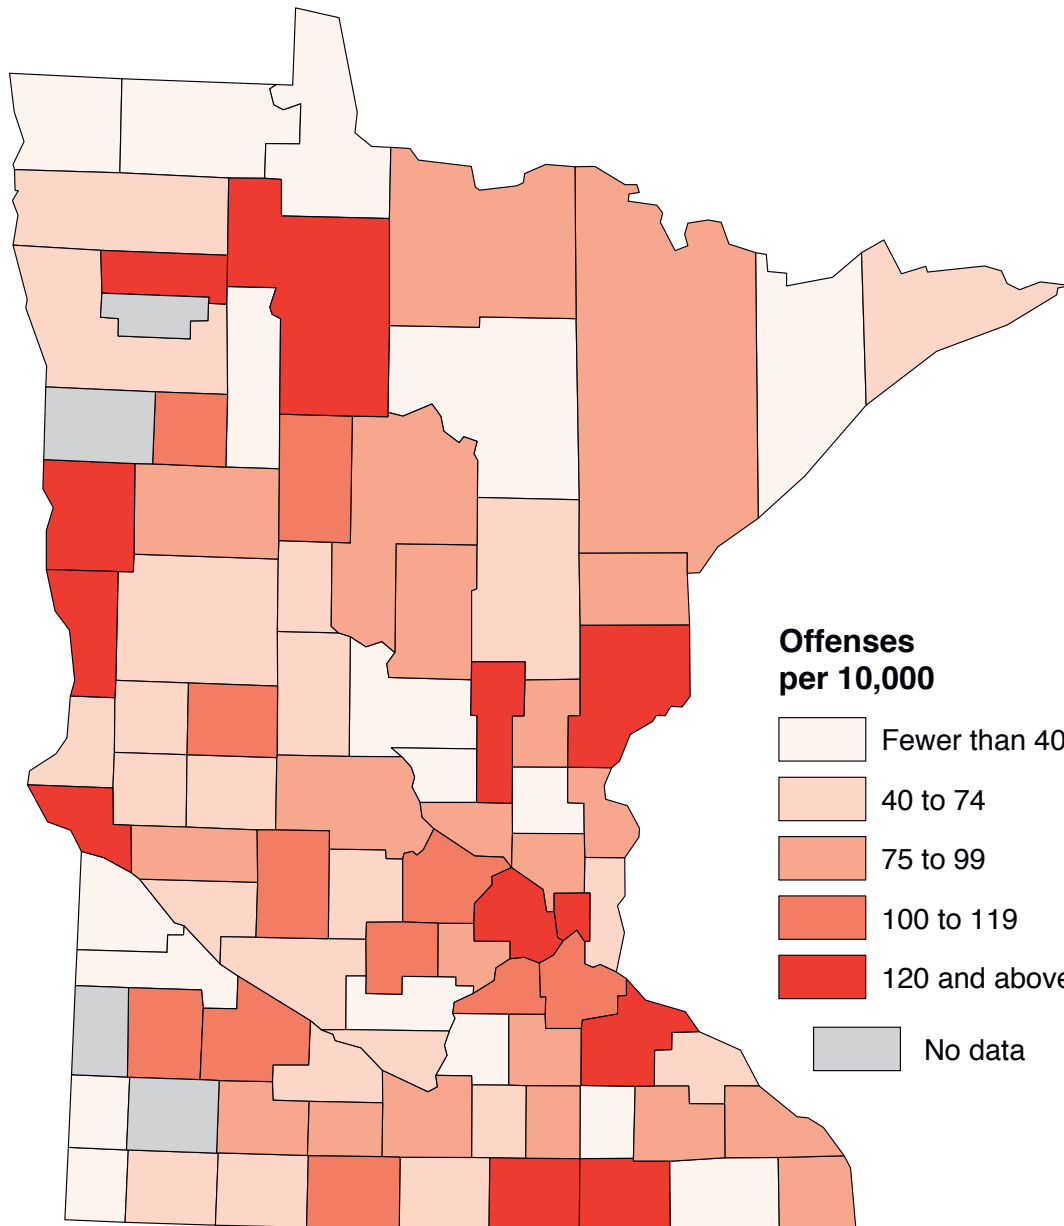 Offenses
per 10,000
Fewer than 40
40 to 74
75 to 99
100 to 119
120 and above
No data